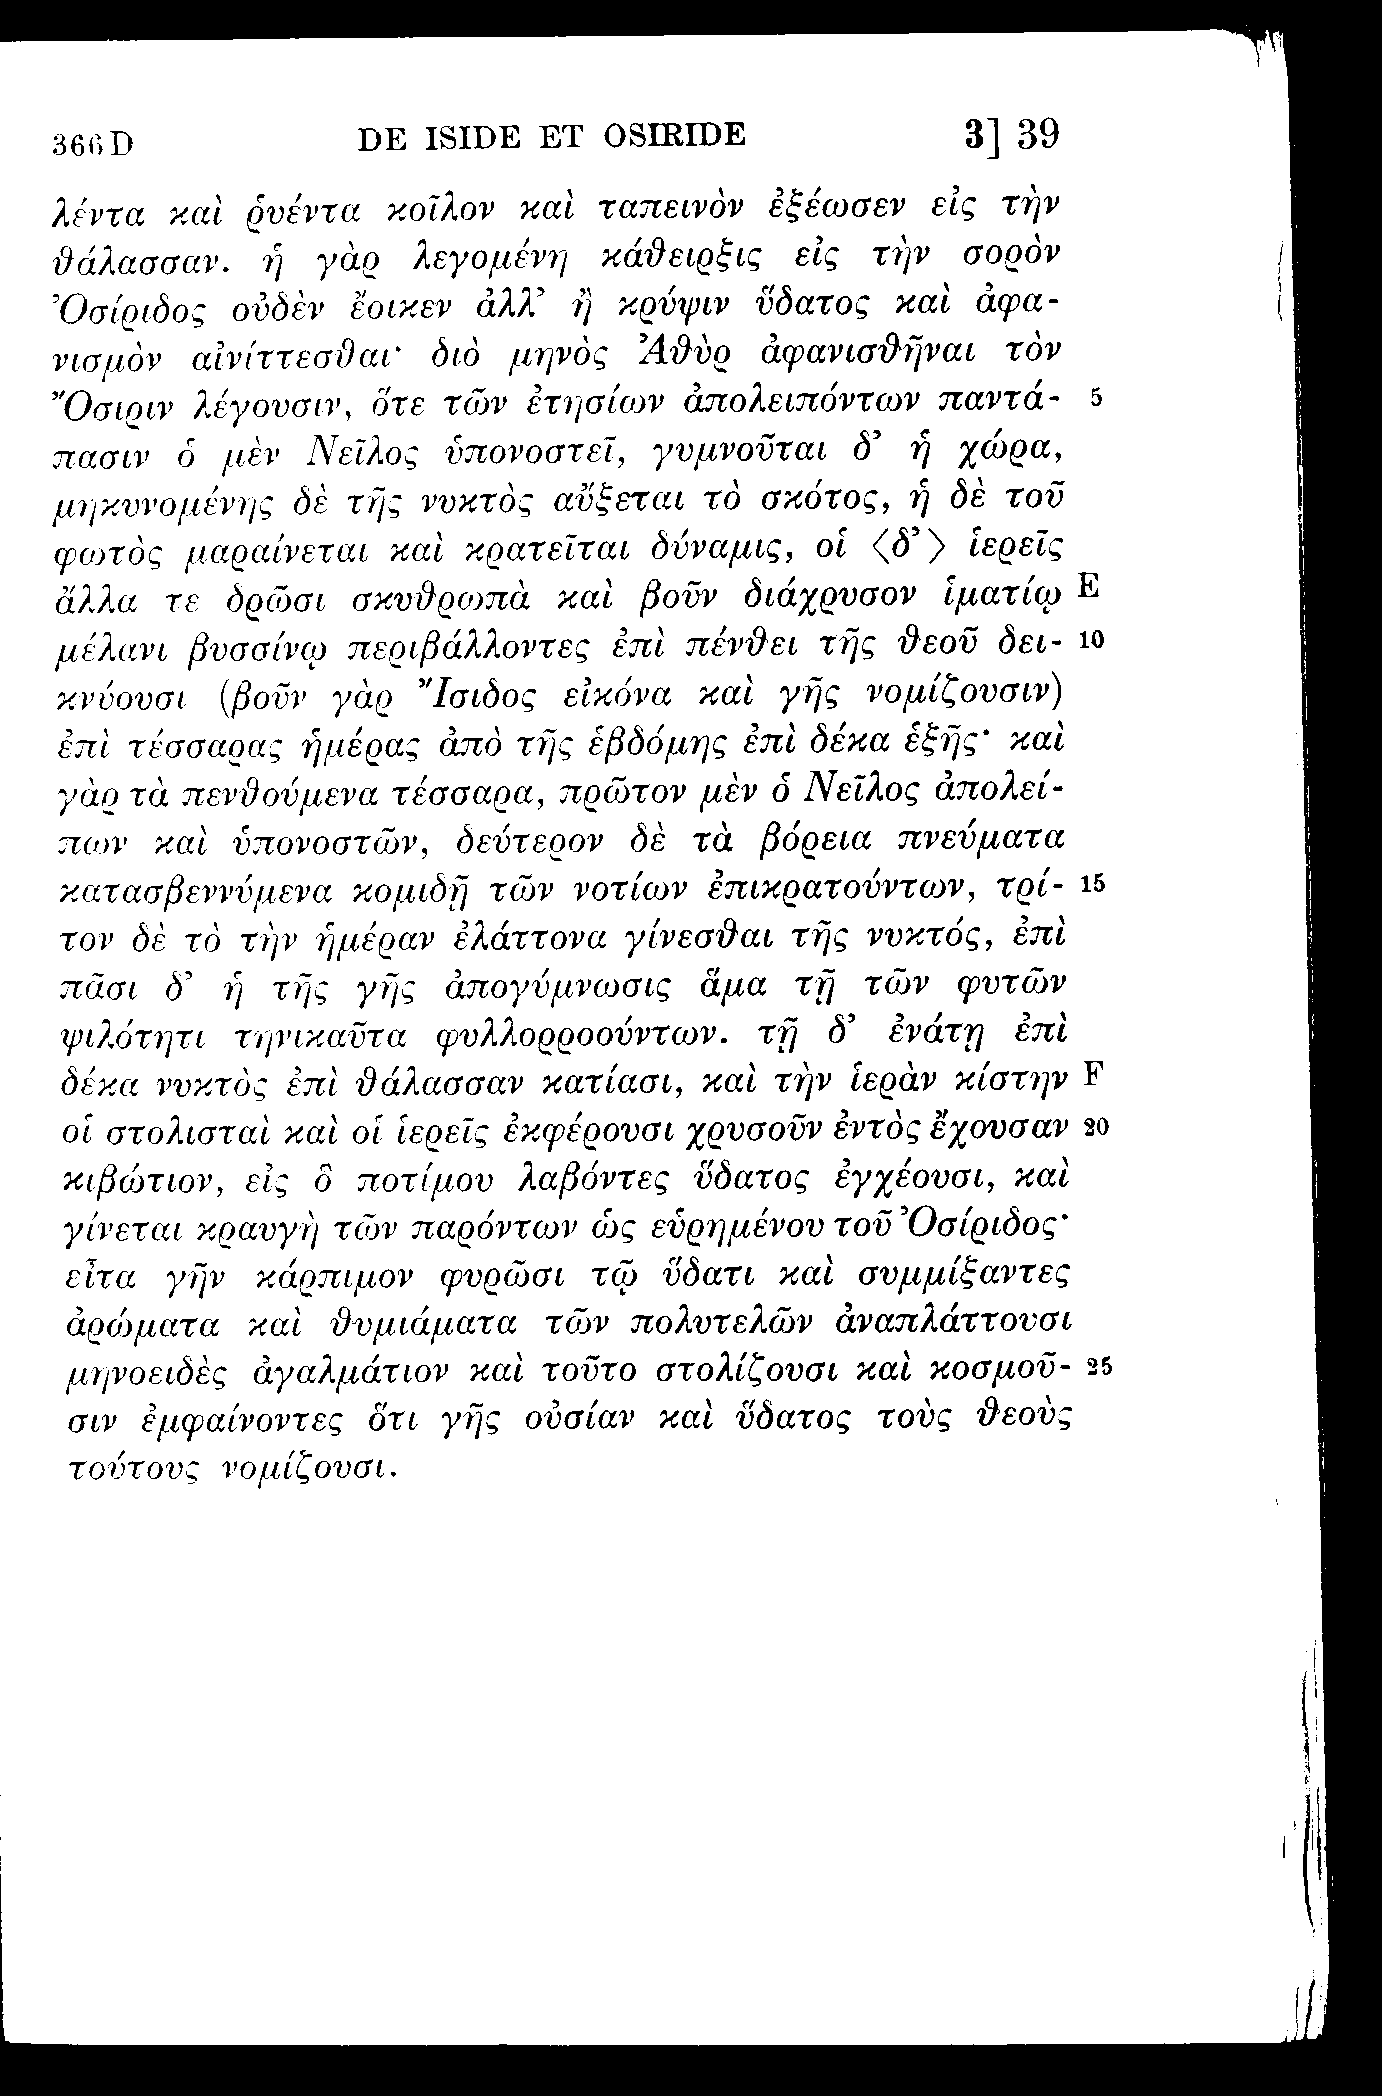 366 D DE ISIDE ET OSIRIDE 3] 39
λέντα καὶ ῥυέντα κοῖλον καὶ ταπεινὸν ἐξέωσεν εἰς τὴν
θάλασσαν. ἡ γὰρ λεγομένη κάθειρξις εἰς τὴν σορὸν
Ὀσίριδος οὐδὲν ἔοικεν ἀλλ’ ἢ κρύψιν ὕδατος καὶ ἀφα-
νισμὸν αἰνίττεσθαι· διὸ μηνὸς Ἀθὺρ ἀφανισθῆναι τὸν
Ὄσιριν λέγουσιν, ὅτε τῶν ἐτησίων ἀπολειπόντων παντά- 5
πασιν ὁ μὲν Νεῖλος ὑπονοστεῖ, γυμνοῦται δ’ ἡ χώρα,
μηκυνομένης δὲ τῆς νυκτὸς αὔξεται τὸ σκότος, ἡ δὲ τοῦ
φωτὸς μαραίνεται καὶ κρατεῖται δύναμις, οἱ ⟨δ’⟩ ἱερεῖς
ἄλλα τε δρῶσι σκυθρωπὰ καὶ βοῦν διάχρυσον ἱματίῳ E
μέλανι βυσσίνῳ περιβάλλοντες ἐπὶ πένθει τῆς θεοῦ δει- 10
κνύουσι (βοῦν γὰρ Ἴσιδος εἰκόνα καὶ γῆς νομίζουσιν)
ἐπὶ τέσσαρας ἡμέρας ἀπὸ τῆς ἑβδόμης ἐπὶ δέκα ἑξῆς· καὶ
γὰρ τὰ πενθούμενα τέσσαρα, πρῶτον μὲν ὁ Νεῖλος ἀπολεί-
πων καὶ ὑπονοστῶν, δεύτερον δὲ τὰ βόρεια πνεύματα
κατασβεννύμενα κομιδῇ τῶν νοτίων ἐπικρατούντων, τρί- 15
τον δὲ τὸ τὴν ἡμέραν ἐλάττονα γίνεσθαι τῆς νυκτός, ἐπὶ
πᾶσι δ’ ἡ τῆς γῆς ἀπογύμνωσις ἅμα τῇ τῶν φυτῶν
ψιλότητι τηνικαῦτα φυλλορροούντων. τῇ δ’ ἐνάτῃ ἐπὶ
δέκα νυκτὸς ἐπὶ θάλασσαν κατίασι, καὶ τὴν ἱερὰν κίστην F
οἱ στολισταὶ καὶ οἱ ἱερεῖς ἐκφέρουσι χρυσοῦν ἐντὸς ἔχουσαν 20
κιβώτιον, εἰς ὃ ποτίμου λαβόντες ὕδατος ἐγχέουσι, καὶ
γίνεται κραυγὴ τῶν παρόντων ὡς εὑρημένου τοῦ Ὀσίριδος·
εἶτα γῆν κάρπιμον φυρῶσι τῷ ὕδατι καὶ συμμίξαντες
ἀρώματα καὶ θυμιάματα τῶν πολυτελῶν ἀναπλάττουσι
μηνοειδὲς ἀγαλμάτιον καὶ τοῦτο στολίζουσι καὶ κοσμοῦ- 25
σιν ἐμφαίνοντες ὅτι γῆς οὐσίαν καὶ ὕδατος τοὺς θεοὺς
τούτους νομίζουσι.